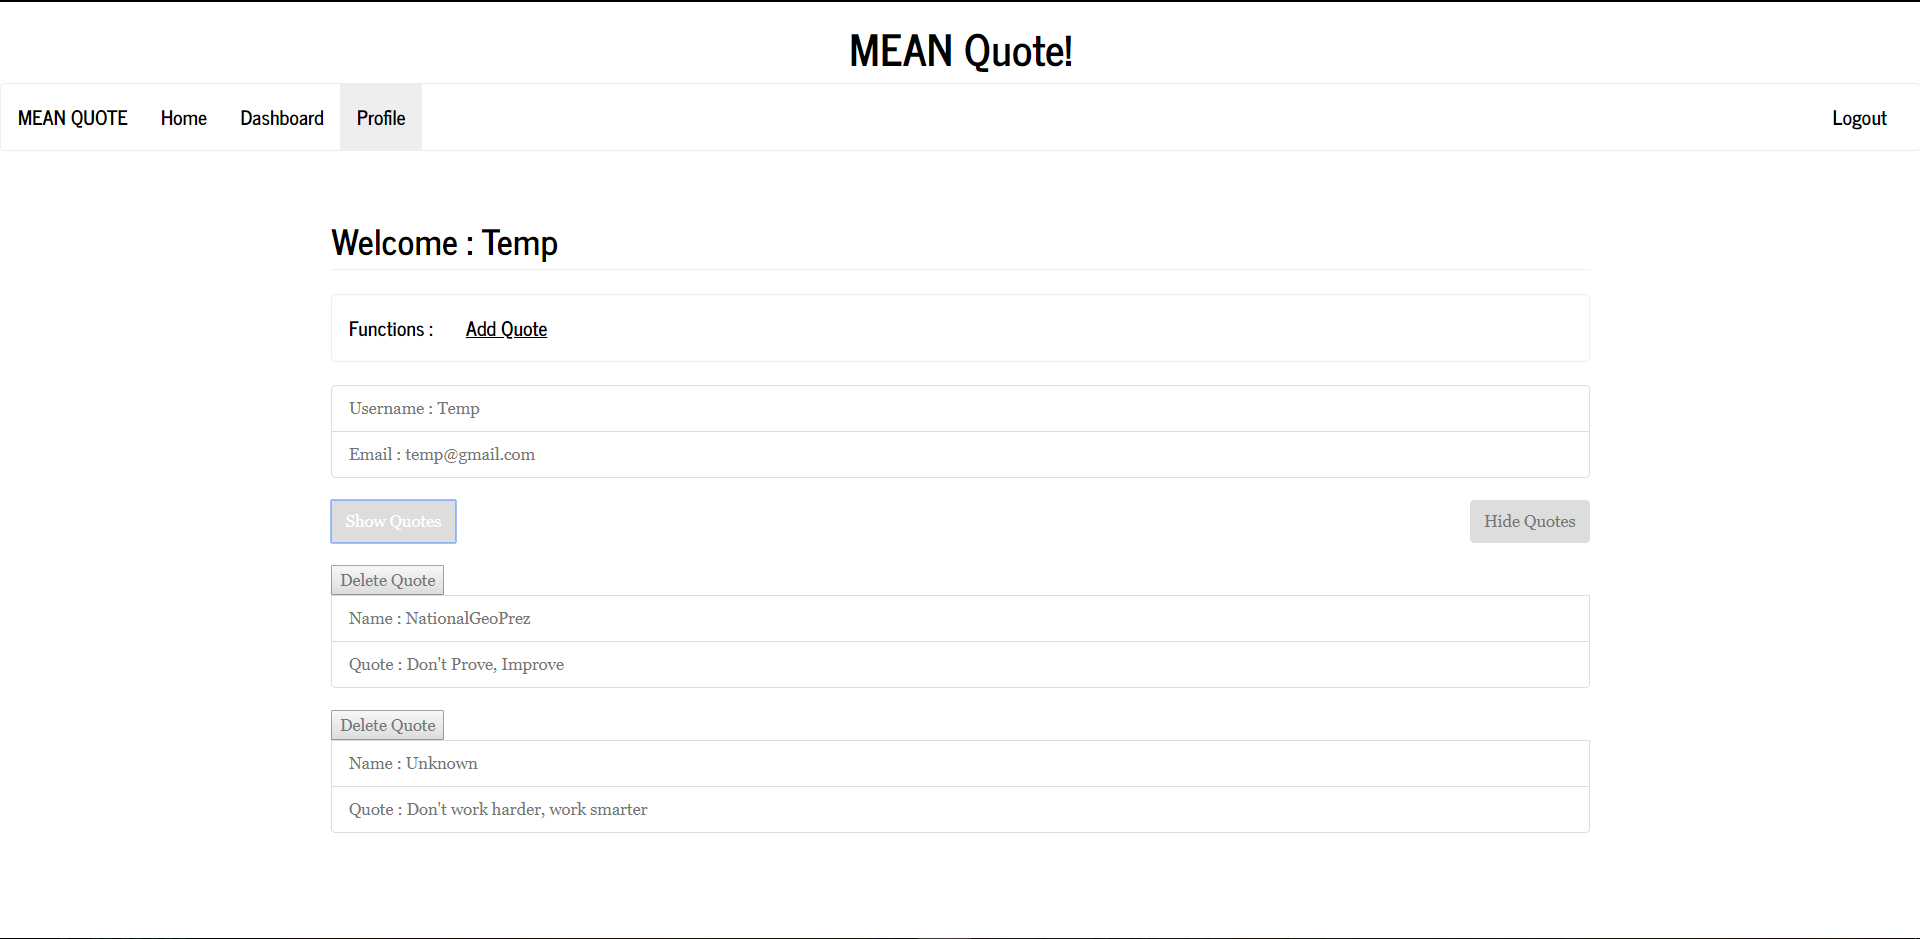 MEAN Quote!
MEAN QUOTE Home Dashboard Profile Logout
Welcome : Temp
Functions : Add Quote
Username : Temp
Email : temp@gmail.com
Show Quotes Hide Quotes
Delete Quote
Name : NationalGeoPrez
Quote : Don't Prove, Improve
Delete Quote
Name : Unknown
Quote : Don't work harder, work smarter